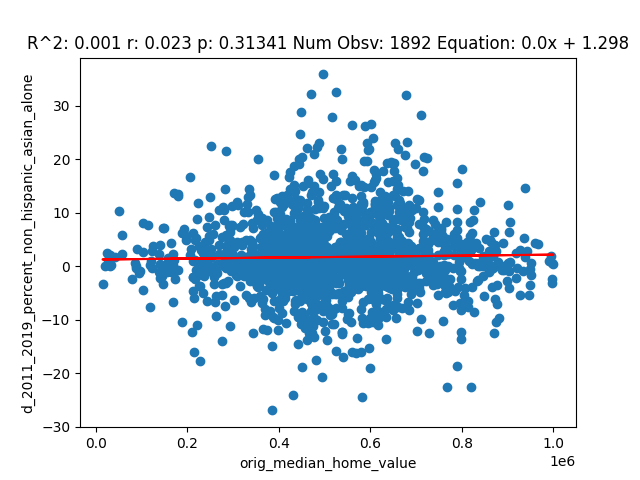 R^2: 0.001 r: 0.023 p: 0.31341 Num Obsv: 1892 Equation: 0.0x + 1.298
d_2011_2019_percent_non_hispanic_asian_alone
30
20
10
0
−10
−20
−30
0.0 0.2 0.4 0.6 0.8 1.0
1e6
orig_median_home_value